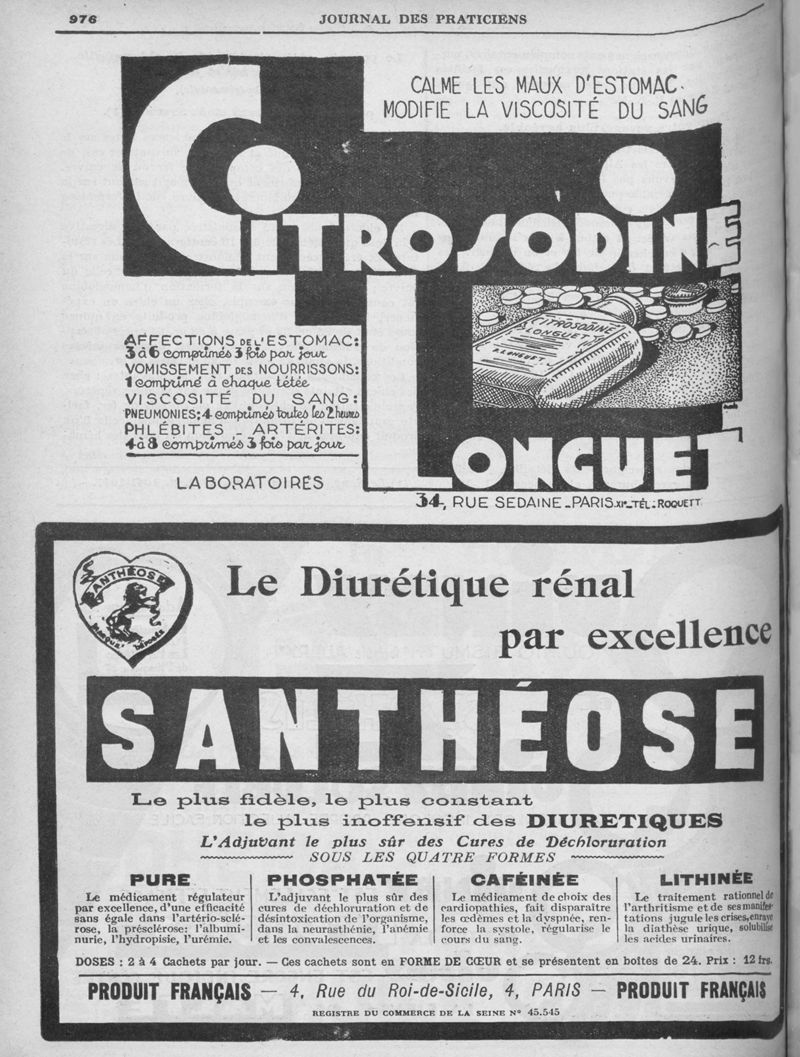 976
JOURNAL DES PRATICIENS
CALME LES MAUX D'ESTOMAC.
MODIFIE LA VISCOSITÉ DU SANG
CITROSODINE
CITROSODINE
LONGUET
LONGUET
AFFECTIONS DE L'ESTOMAC:
3 à 6 comprimés 3 fois par jour
VOMISSEMENT DES NOURRISSONS:
1 comprimé à chaque tétée
VISCOSITÉ DU SANG:
PNEUMONIES: 4 comprimés toutes les 2 heures
PHLÉBITES _ ARTÉRITES:
4 à 8 comprimés 3 fois par jour
LABORATOIRES
LONGUET
34, RUE SEDAINE _ PARIS. XIe _ TÉL: ROQUETT
SANTHÉOSE
MARQUE DÉPOSÉE
Le Diurétique rénal
par excellence
SANTHÉOSE
Le plus fidèle, le plus constant
le plus inoffensif des DIURETIQUES
L'Adjuvant le plus sûr des Cures de Déchloruration
SOUS LES QUATRE FORMES
PURE
Le médicament régulateur
par excellence, d'une efficacité
sans égale dans l'artério-sclé-
rose, la présclérose: l'albumi-
nurie, l'hydropisie, l'urémie.
PHOSPHATÉE
L'adjuvant le plus sûr des
cures de déchloruration et de
désintoxication de l'organisme,
dans la neurasthénie, l'anémie
et les convalescences.
CAFÉINÉE
Le médicament de choix des
cardiopathies, fait disparaître
les œdèmes et la dyspnée, ren-
force la systole, régularise le
cours du sang.
LITHINÉE
Le traitement rationnel de
l'arthritisme et de ses manifes-
tations jugule les crises, enraye
la diathèse urique, solubilise
les acides urinaires.
DOSES : 2 à 4 Cachets par jour. — Ces cachets sont en FORME DE CŒUR et se présentent en boîtes de 24. Prix : 12 frs.
PRODUIT FRANÇAIS — 4, Rue du Roi-de-Sicile, 4, PARIS — PRODUIT FRANÇAIS
REGISTRE DU COMMERCE DE LA SEINE N° 45.545